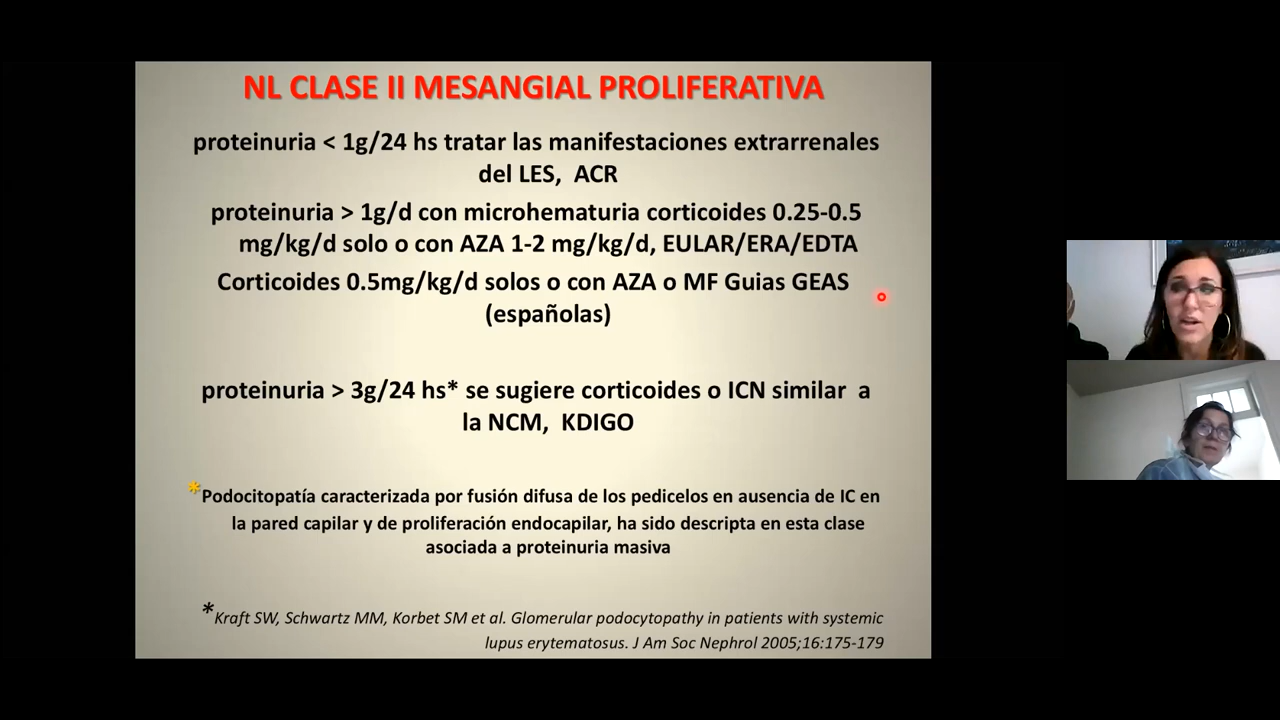 NL CLASE II MESANGIAL PROLIFERATIVA
proteinuria < 1g/24 hs tratar las manifestaciones extrarrenales
del LES, ACR
proteinuria > 1g/d con microhematuria corticoides 0.25-0.5
mg/kg/d solo o con AZA 1-2 mg/kg/d, EULAR/ERA/EDTA
Corticoides 0.5mg/kg/d solos o con AZA o MF Guias GEAS
(españolas)
proteinuria > 3g/24 hs* se sugiere corticoides o ICN similar a
la NCM, KDIGO
*Podocitopatía caracterizada por fusión difusa de los pedicelos en ausencia de IC en
la pared capilar y de proliferación endocapilar, ha sido descripta en esta clase
asociada a proteinuria masiva
*Kraft SW, Schwartz MM, Korbet SM et al. Glomerular podocytopathy in patients with systemic
lupus erytematosus. J Am Soc Nephrol 2005;16:175-179